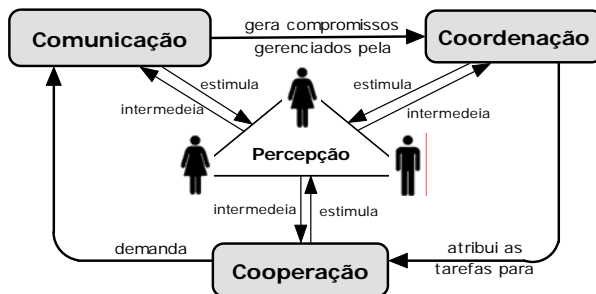 Comunicação
gera compromissos
gerenciados pela
Coordenação
estimula
intermedeia
estimula
intermedeia
Percepção
intermedeia
estimula
demanda
Cooperação
atribui as
tarefas para